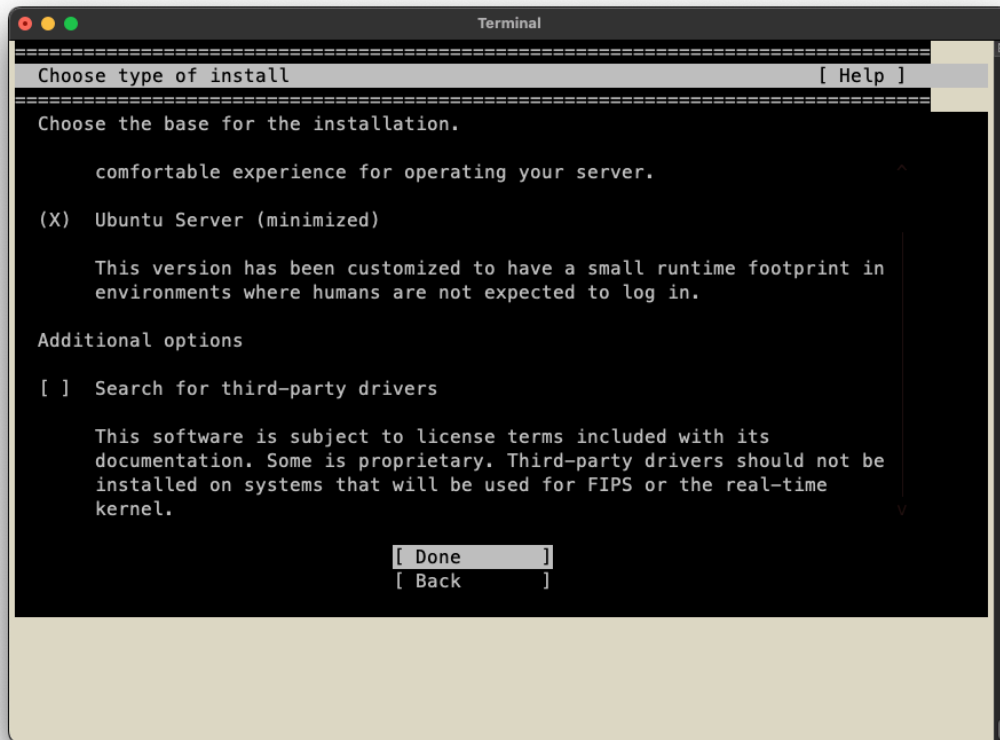 Terminal
================================================================================
Choose type of install [ Help ]
================================================================================
Choose the base for the installation.
comfortable experience for operating your server.
^
(X) Ubuntu Server (minimized)
This version has been customized to have a small runtime footprint in
environments where humans are not expected to log in.
Additional options
[ ] Search for third-party drivers
This software is subject to license terms included with its
documentation. Some is proprietary. Third-party drivers should not be
installed on systems that will be used for FIPS or the real-time
kernel.
v
[ Done ]
[ Back ]